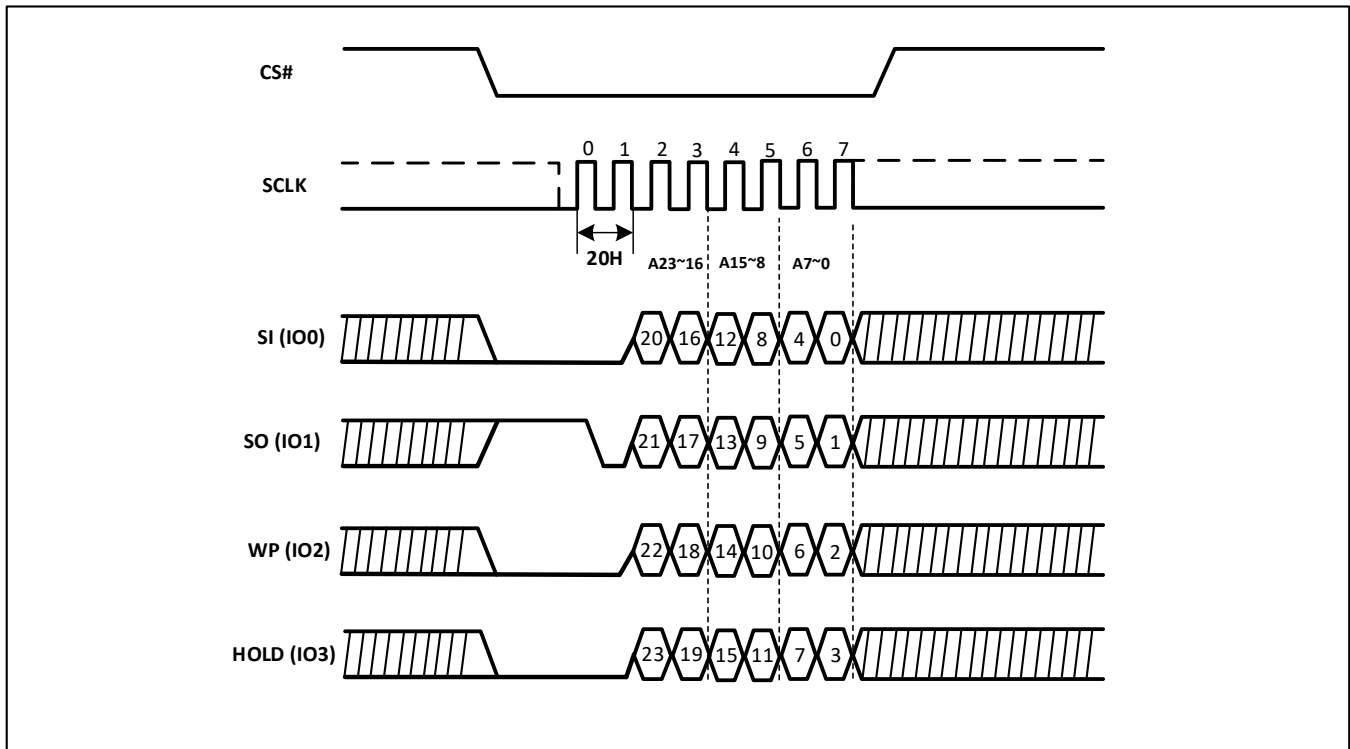 CS#
0 1 2 3 4 5 6 7
SCLK
20H A23~16 A15~8 A7~0
SI (IO0) 20 16 12 8 4 0
SO (IO1) 21 17 13 9 5 1
WP (IO2) 22 18 14 10 6 2
HOLD (IO3) 23 19 15 11 7 3